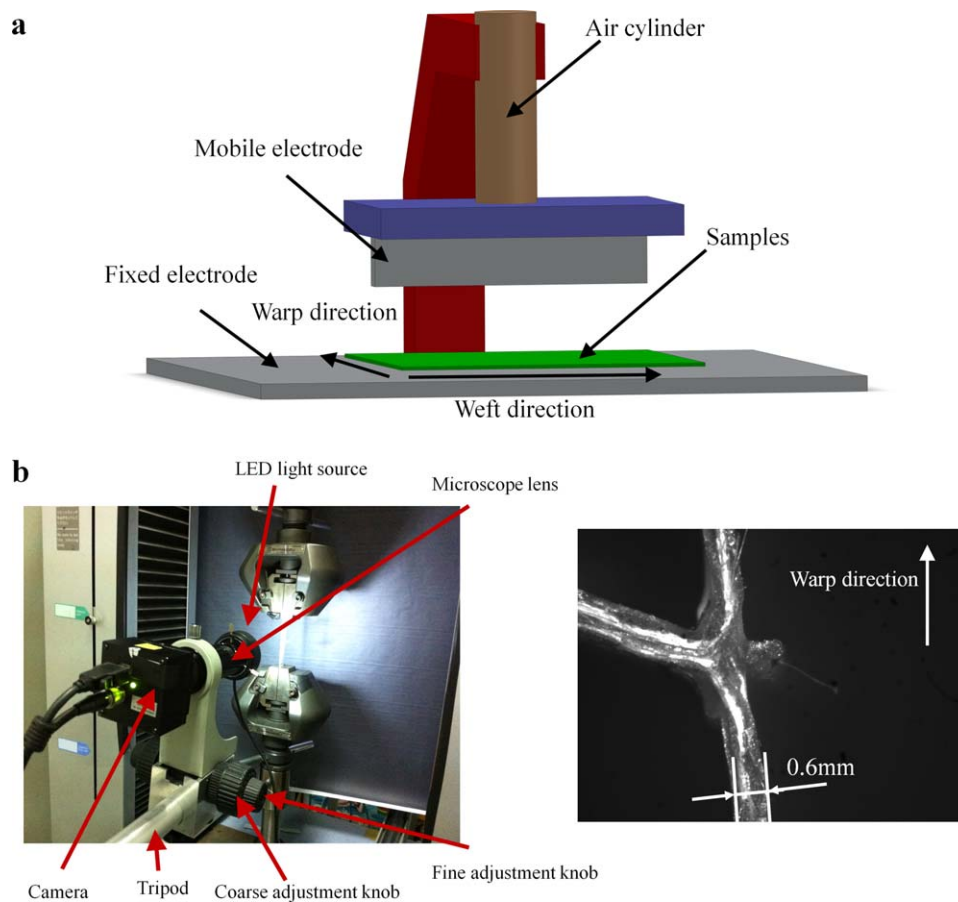 a
Air cylinder
Mobile electrode
Samples
Fixed electrode
Warp direction
Weft direction
b
LED light source
Microscope lens
Warp direction
0.6mm
Fine adjustment knob
Camera
Tripod
Coarse adjustment knob